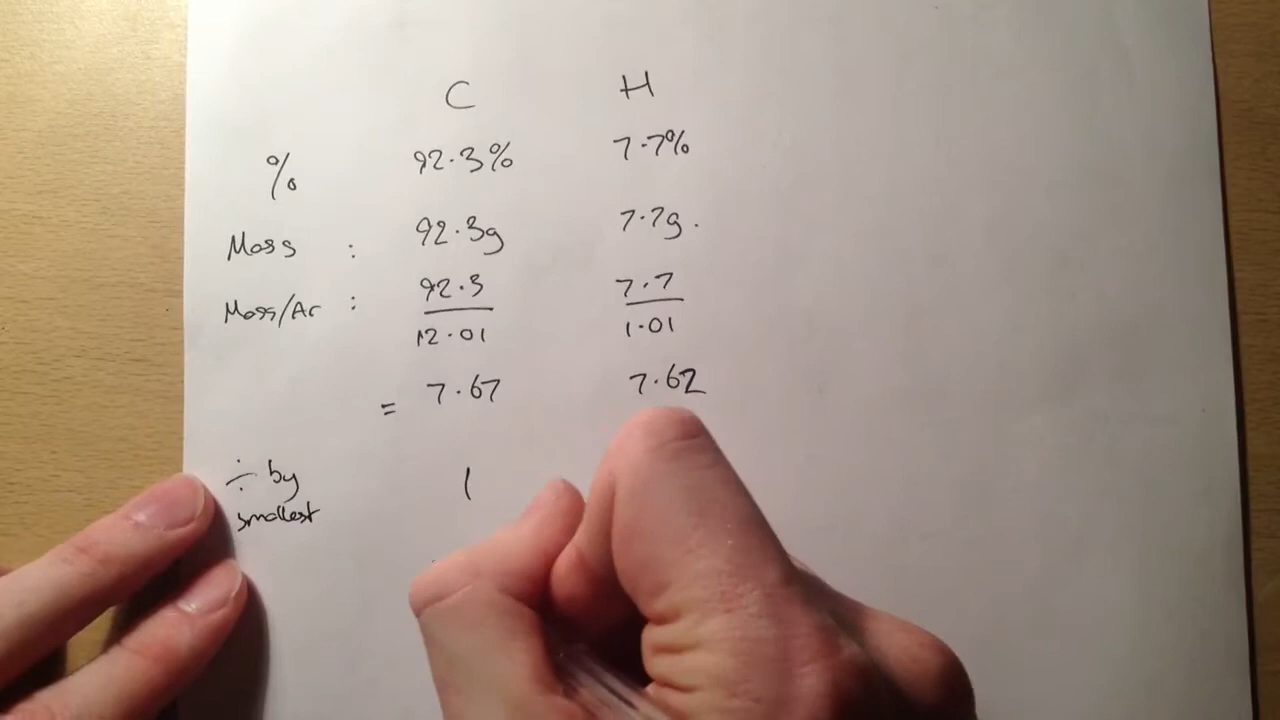 C H
% 92.3% 7.7%
Mass : 92.3g 7.7g.
Mass/Ar : 92.3 7.7
12.01 1.01
= 7.67 7.62
÷ by 1
smallest